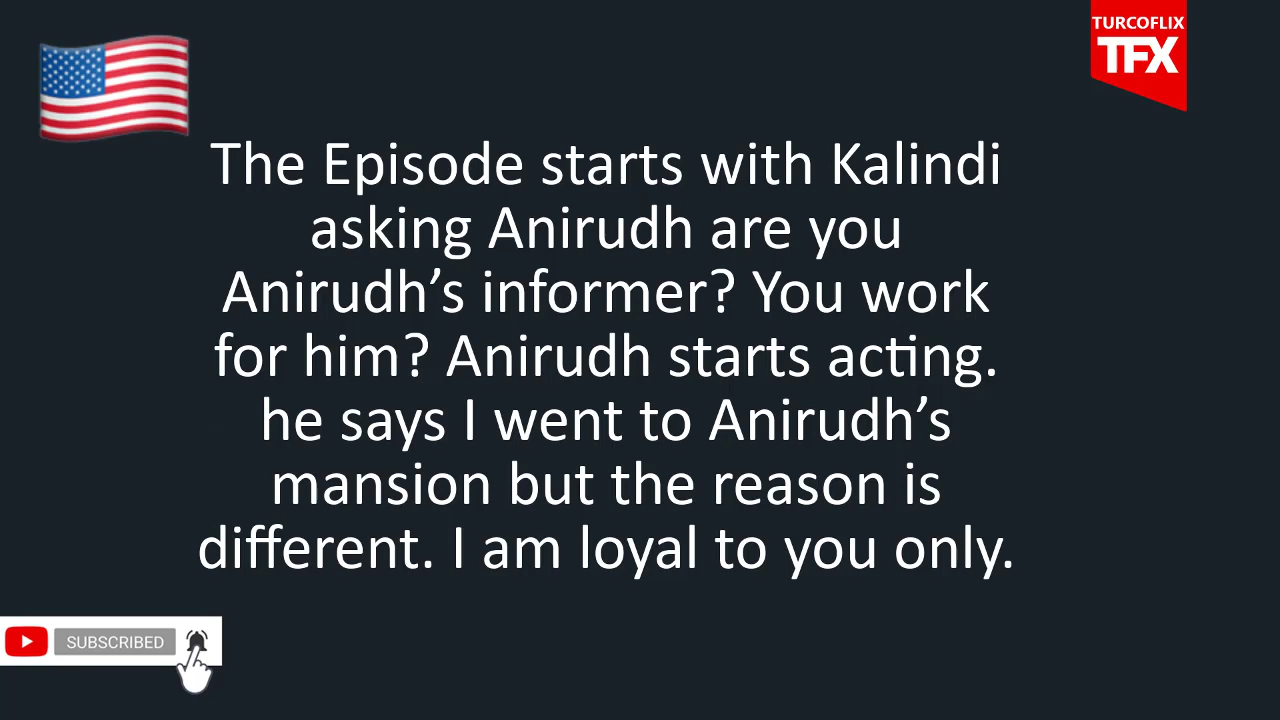 TURCOFLIX
TFX
The Episode starts with Kalindi
asking Anirudh are you
Anirudh’s informer? You work
for him? Anirudh starts acting.
he says I went to Anirudh’s
mansion but the reason is
different. I am loyal to you only.
SUBSCRIBED